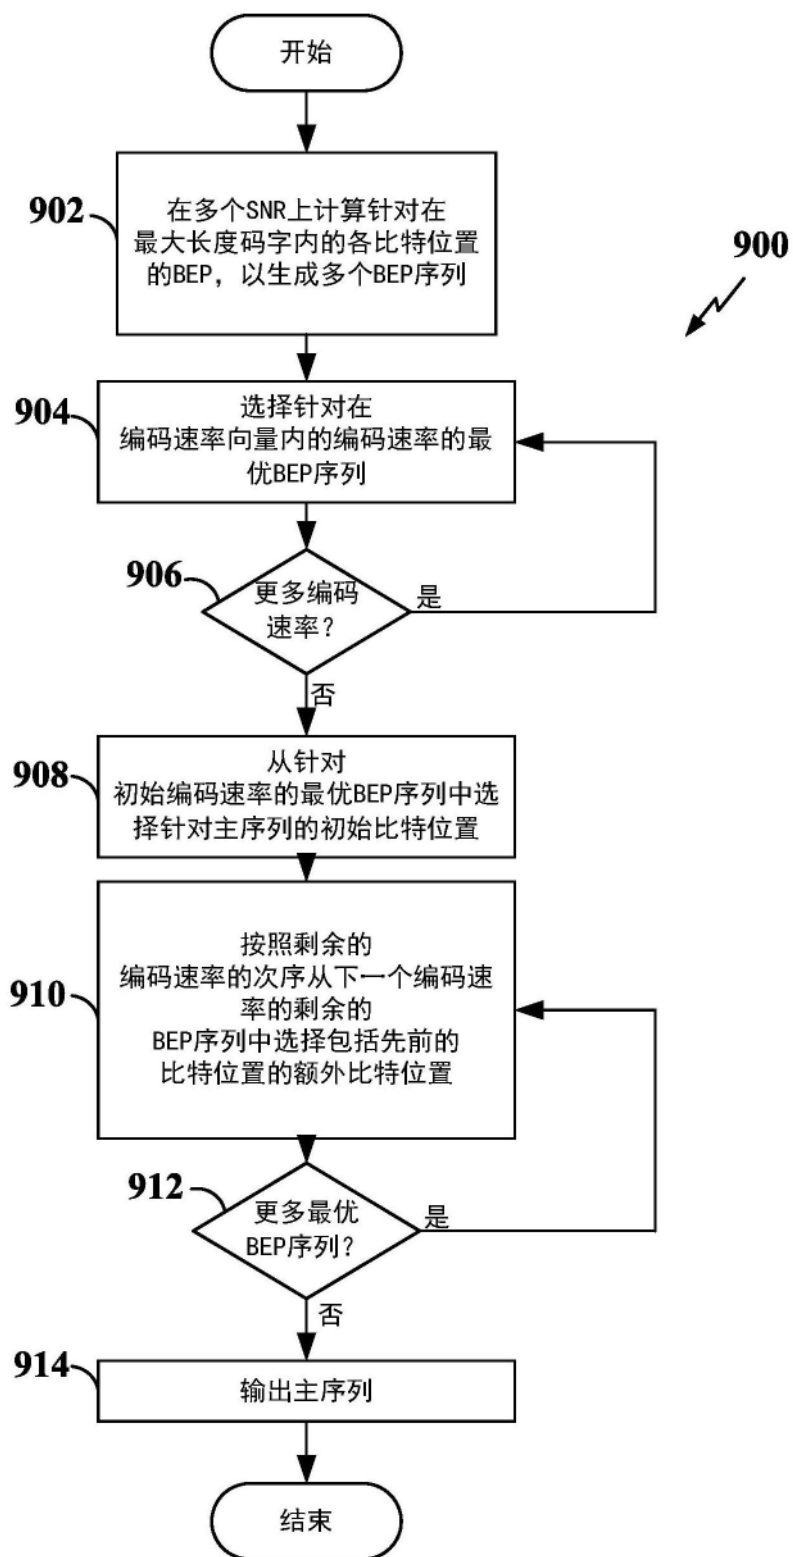 开始
902
在多个SNR上计算针对在
最大长度码字内的各比特位置
的BEP，以生成多个BEP序列
900
904
选择针对在
编码速率向量内的编码速率的最
优BEP序列
906
更多编码
速率？
是
否
908
从针对
初始编码速率的最优BEP序列中选
择针对主序列的初始比特位置
910
按照剩余的
编码速率的次序从下一个编码速
率的剩余的
BEP序列中选择包括先前的
比特位置的额外比特位置
912
更多最优
BEP序列？
是
否
914
输出主序列
结束